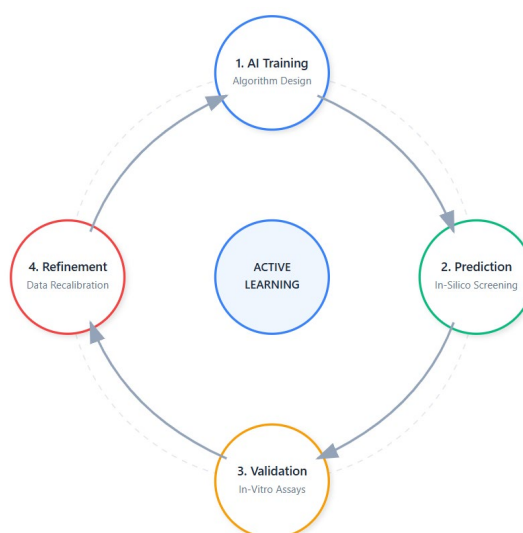 1. AI Training
Algorithm Design
2. Prediction
In-Silico Screening
3. Validation
In-Vitro Assays
4. Refinement
Data Recalibration
ACTIVE
LEARNING